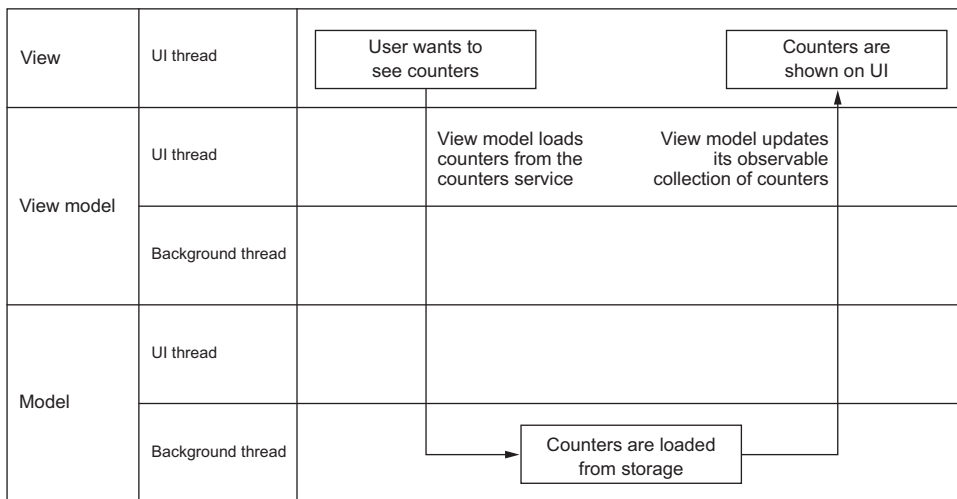 View
UI thread
User wants to
see counters
Counters are
shown on UI
View model
UI thread
View model loads
counters from the
counters service
View model updates
its observable
collection of counters
Background thread
Model
UI thread
Background thread
Counters are loaded
from storage